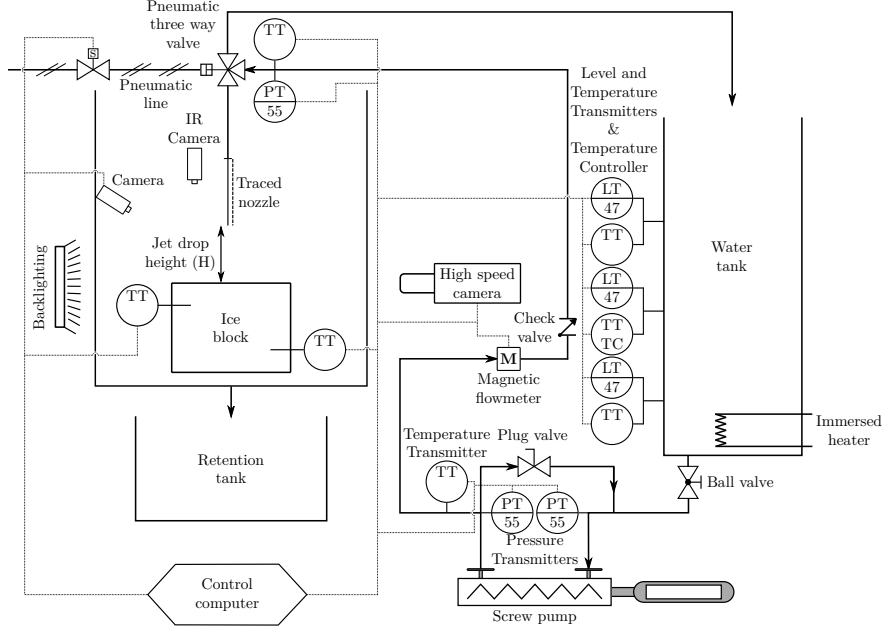 Pneumatic
three way
valve
TT
S
PT
55
Pneumatic
line
IR
Camera
Camera
Traced
nozzle
Level and
Temperature
Transmitters
&
Temperature
Controller
LT
47
TT
LT
47
TT
TC
LT
47
TT
Water
tank
Jet drop
height (H)
Backlighting
TT
Ice
block
TT
High speed
camera
Check
valve
M
Magnetic
flowmeter
Immersed
heater
Temperature
Transmitter
TT
Plug valve
Ball valve
PT
55
PT
55
Pressure
Transmitters
Retention
tank
Control
computer
Screw pump